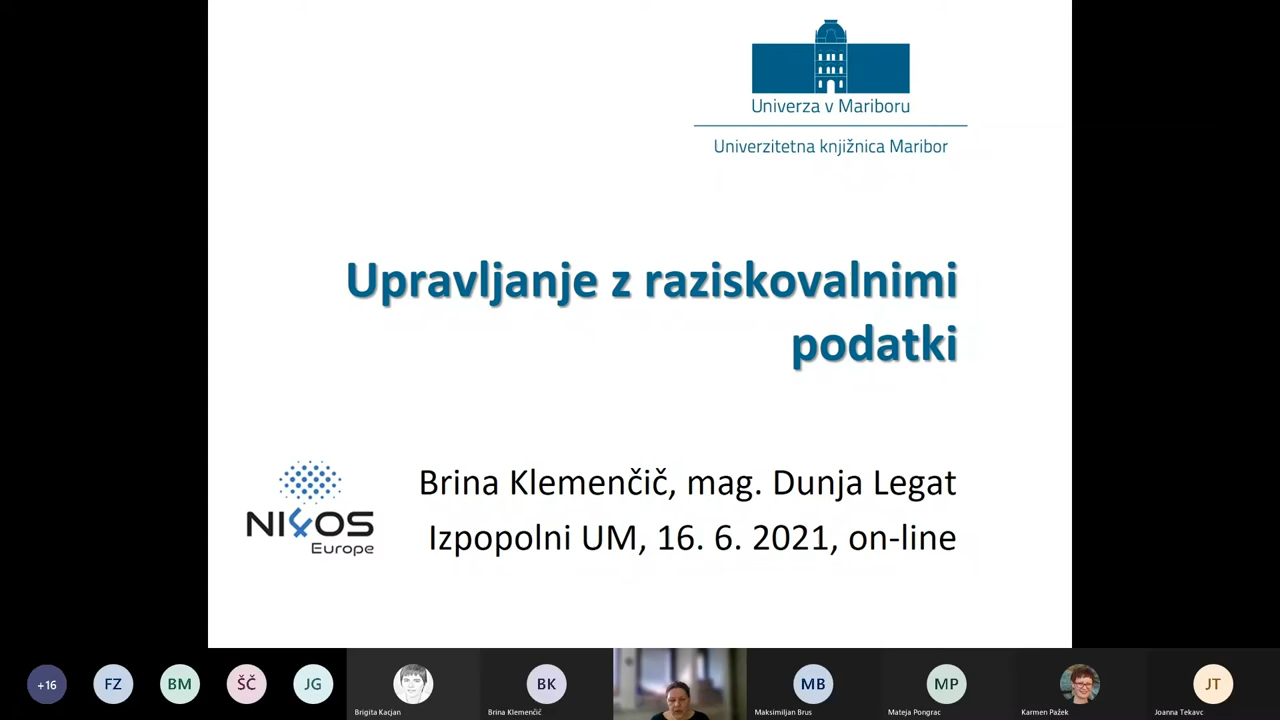 Univerza v Mariboru
Univerzitetna knjižnica Maribor
Upravljanje z raziskovalnimi
podatki
Brina Klemenčič, mag. Dunja Legat
Izpopolni UM, 16. 6. 2021, on-line
NI4OS
Europe
+16
FZ
BM
ŠČ
JG
Brigita Kacjan
BK
Brina Klemenčič
MB
Maksimiljan Brus
MP
Mateja Pongrac
Karmen Pažek
JT
Joanna Tekavc